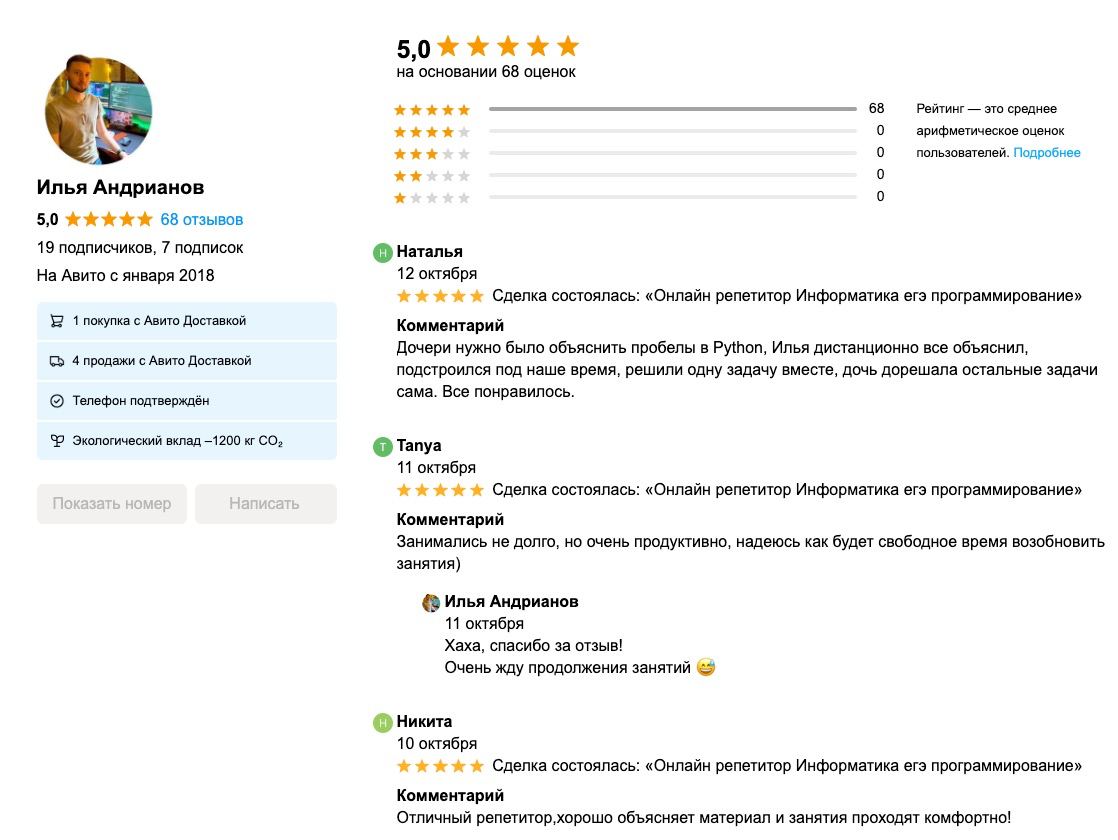 Илья Андрианов
5,0 68 отзывов
19 подписчиков, 7 подписок
На Авито с января 2018
1 покупка с Авито Доставкой
4 продажи с Авито Доставкой
Телефон подтверждён
Экологический вклад –1200 кг CO₂
Показать номер
Написать
5,0
на основании 68 оценок
68
0
0
0
0
Рейтинг — это среднее
арифметическое оценок
пользователей. Подробнее
Н Наталья
12 октября
Сделка состоялась: «Онлайн репетитор Информатика егэ программирование»
Комментарий
Дочери нужно было объяснить пробелы в Python, Илья дистанционно все объяснил,
подстроился под наше время, решили одну задачу вместе, дочь дорешала остальные задачи
сама. Все понравилось.
T Tanya
11 октября
Сделка состоялась: «Онлайн репетитор Информатика егэ программирование»
Комментарий
Занимались не долго, но очень продуктивно, надеюсь как будет свободное время возобновить
занятия)
Илья Андрианов
11 октября
Хаха, спасибо за отзыв!
Очень жду продолжения занятий 😅
Н Никита
10 октября
Сделка состоялась: «Онлайн репетитор Информатика егэ программирование»
Комментарий
Отличный репетитор,хорошо объясняет материал и занятия проходят комфортно!